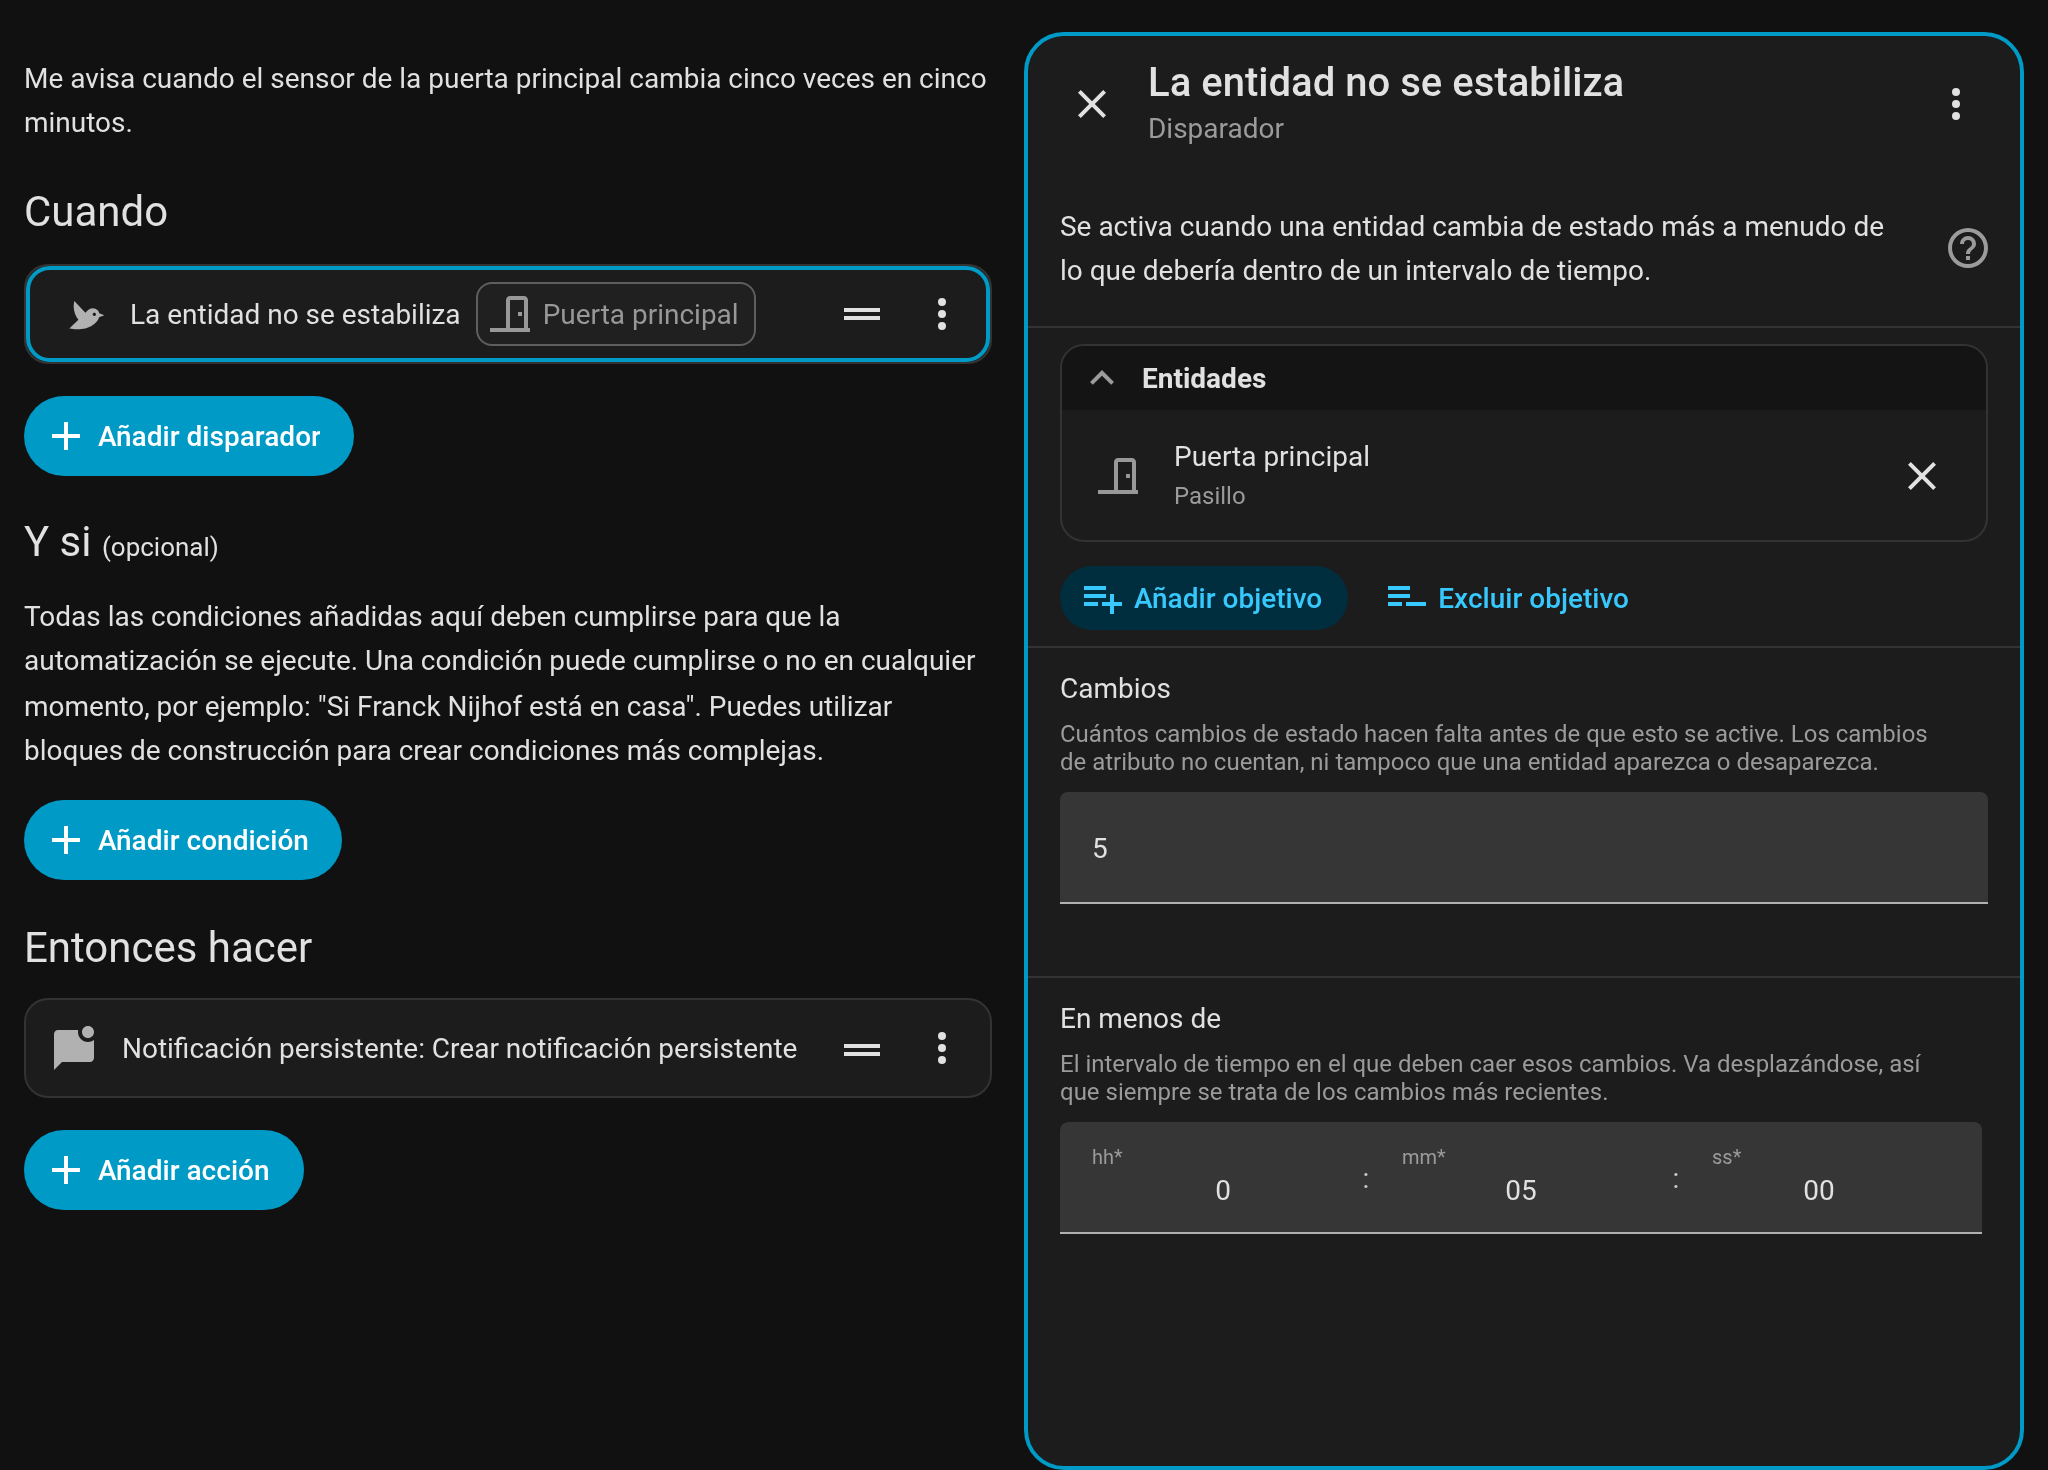 Me avisa cuando el sensor de la puerta principal cambia cinco veces en cinco
minutos.
Cuando
La entidad no se estabiliza Puerta principal
Añadir disparador
Y si (opcional)
Todas las condiciones añadidas aquí deben cumplirse para que la
automatización se ejecute. Una condición puede cumplirse o no en cualquier
momento, por ejemplo: "Si Franck Nijhof está en casa". Puedes utilizar
bloques de construcción para crear condiciones más complejas.
Añadir condición
Entonces hacer
Notificación persistente: Crear notificación persistente
Añadir acción
La entidad no se estabiliza
Disparador
Se activa cuando una entidad cambia de estado más a menudo de
lo que debería dentro de un intervalo de tiempo.
Entidades
Puerta principal
Pasillo
Añadir objetivo Excluir objetivo
Cambios
Cuántos cambios de estado hacen falta antes de que esto se active. Los cambios
de atributo no cuentan, ni tampoco que una entidad aparezca o desaparezca.
5
En menos de
El intervalo de tiempo en el que deben caer esos cambios. Va desplazándose, así
que siempre se trata de los cambios más recientes.
hh* mm* ss*
0 : 05 : 00